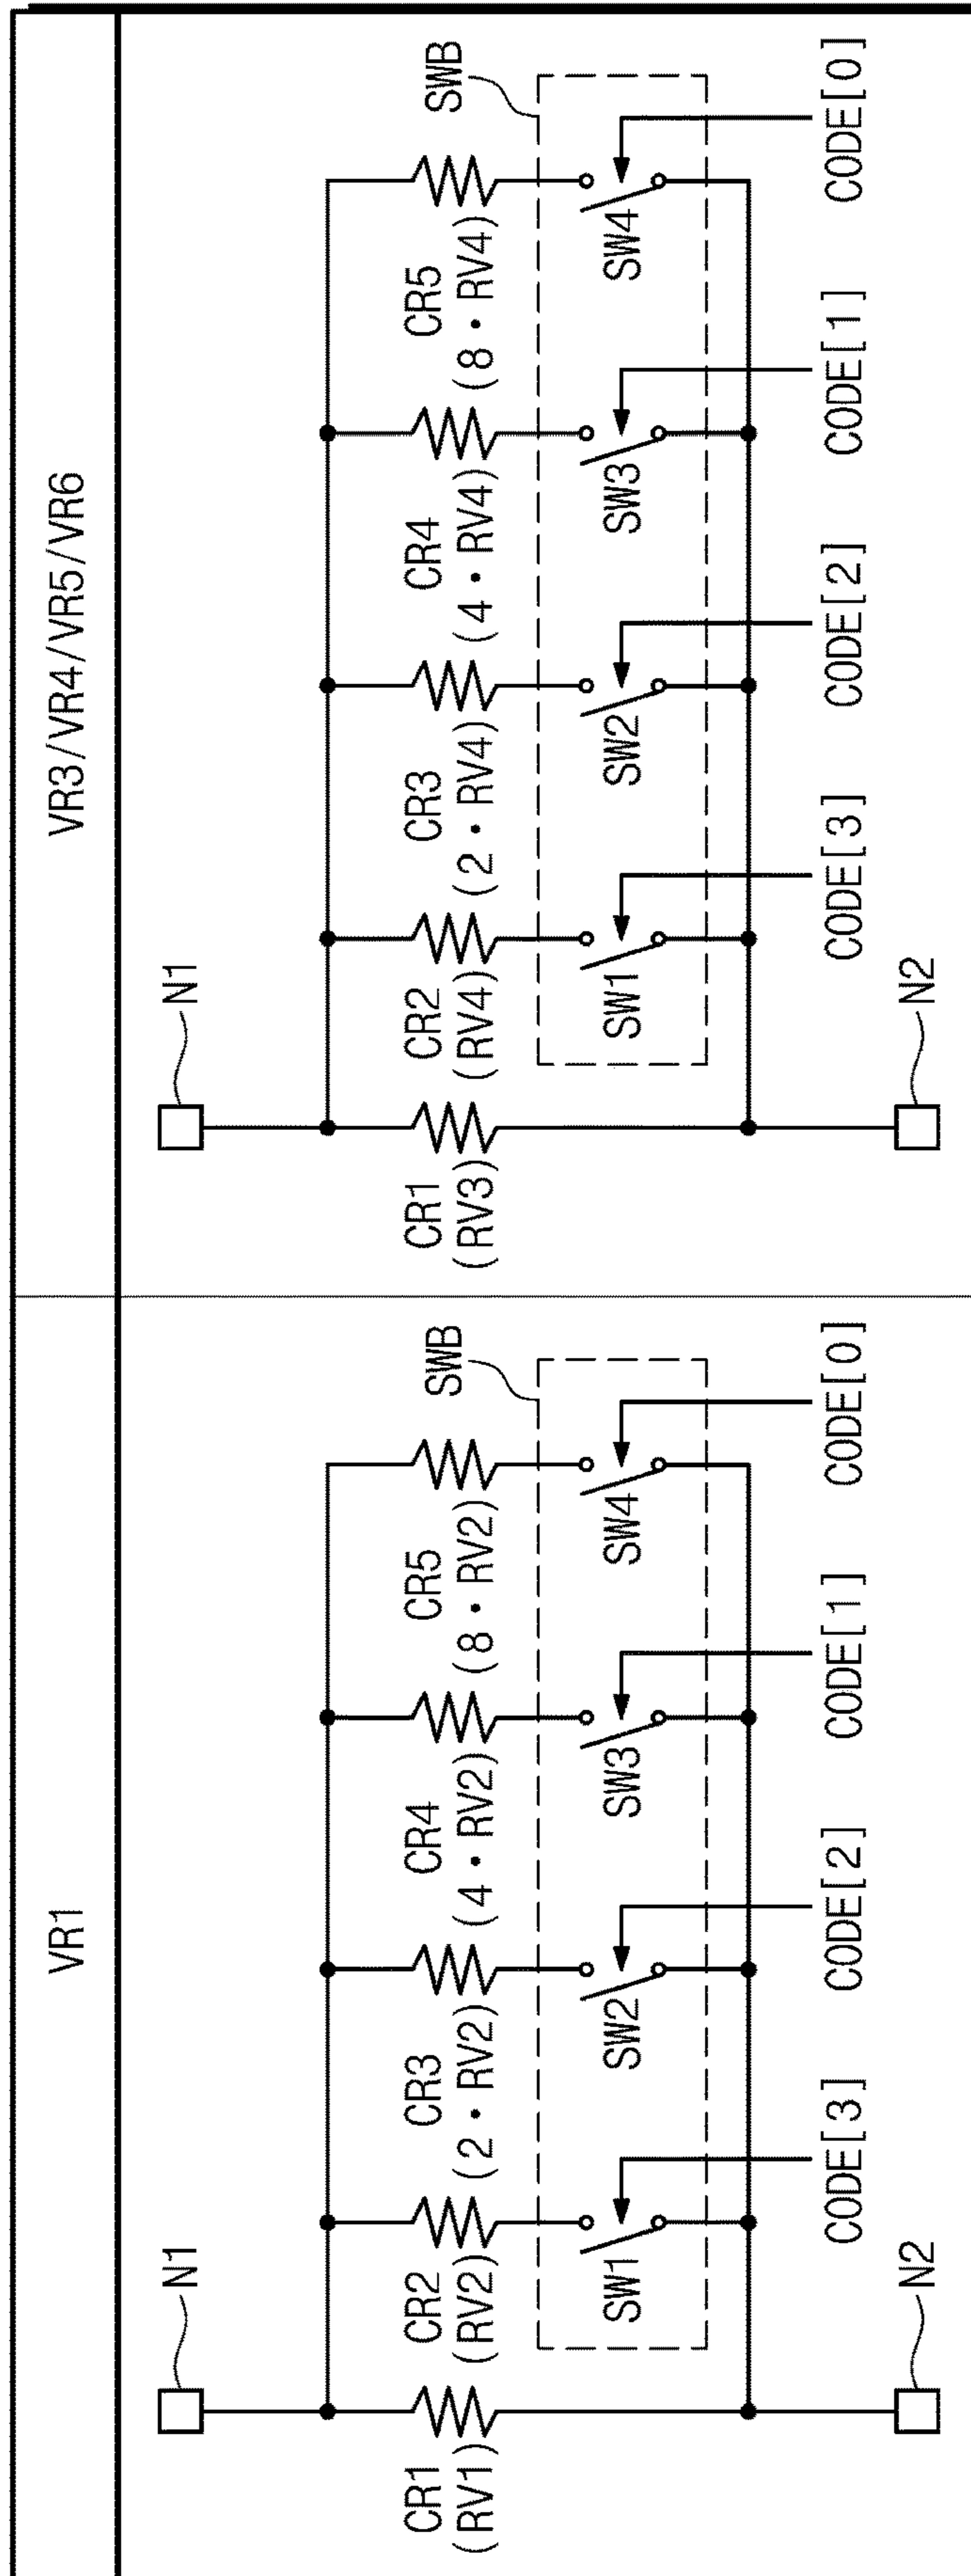 VR1
N1
CR1
(RV1)
CR2
(RV2)
CR3
(2・RV2)
CR4
(4・RV2)
CR5
(8・RV2)
SWB
SW1
SW2
SW3
SW4
CODE[3]
CODE[2]
CODE[1]
CODE[0]
N2
VR3/VR4/VR5/VR6
N1
CR1
(RV3)
CR2
(RV4)
CR3
(2・RV4)
CR4
(4・RV4)
CR5
(8・RV4)
SWB
SW1
SW2
SW3
SW4
CODE[3]
CODE[2]
CODE[1]
CODE[0]
N2